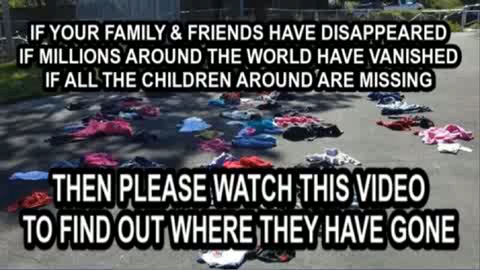 IF YOUR FAMILY & FRIENDS HAVE DISAPPEARED
IF MILLIONS AROUND THE WORLD HAVE VANISHED
IF ALL THE CHILDREN AROUND ARE MISSING
THEN PLEASE WATCH THIS VIDEO
TO FIND OUT WHERE THEY HAVE GONE